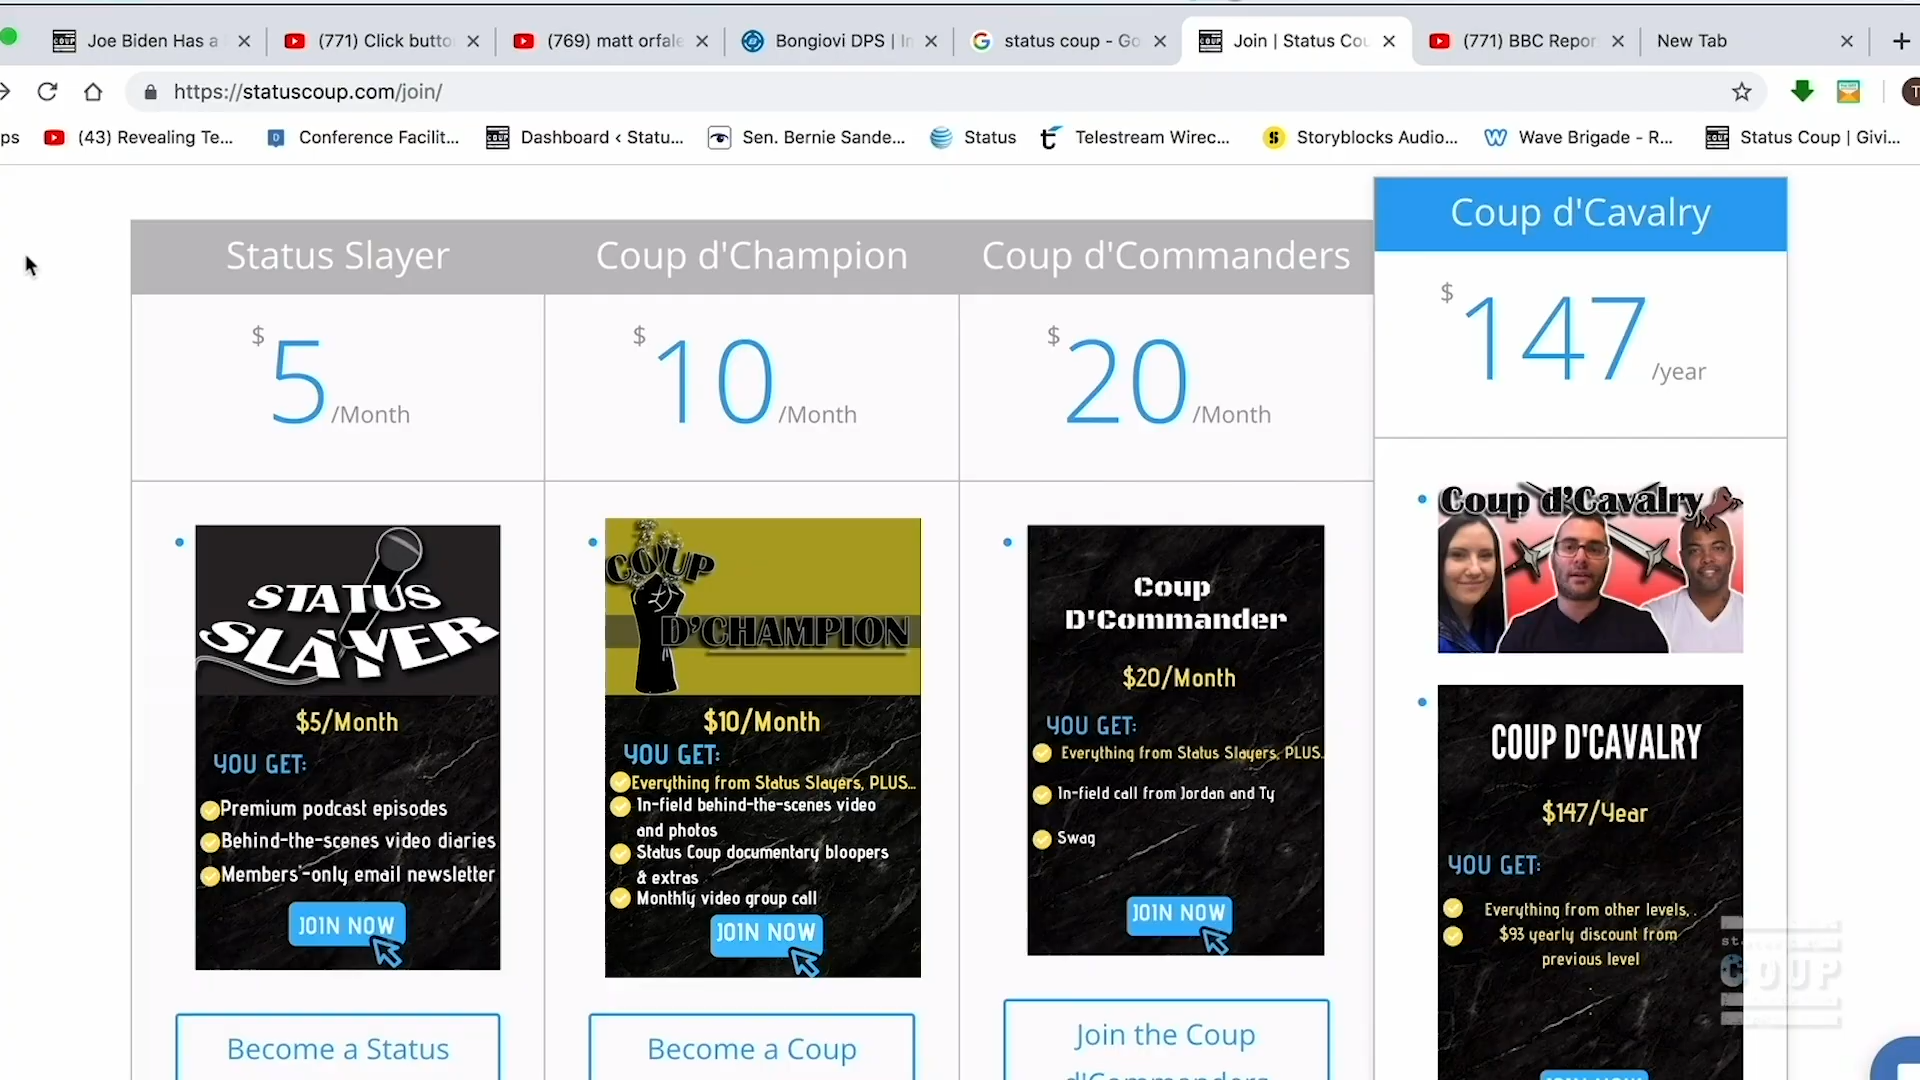 Joe Biden Has a
(771) Click butto
(769) matt orfale
Bongiovi DPS | In
status coup - Go
Join | Status Cou
(771) BBC Repor
New Tab
https://statuscoup.com/join/
ps
(43) Revealing Te...
Conference Facilit...
Dashboard ‹ Statu...
Sen. Bernie Sande...
Status
Telestream Wirec...
Storyblocks Audio...
Wave Brigade - R...
Status Coup | Givi...
Status Slayer
$5/Month
STATUS
SLAYER
$5/Month
YOU GET:
Premium podcast episodes
Behind-the-scenes video diaries
Members'-only email newsletter
JOIN NOW
Become a Status
Coup d'Champion
$10/Month
COUP
D'CHAMPION
$10/Month
YOU GET:
Everything from Status Slayers, PLUS...
In-field behind-the-scenes video
and photos
Status Coup documentary bloopers
& extras
Monthly video group call
JOIN NOW
Become a Coup
Coup d'Commanders
$20/Month
Coup
D'Commander
$20/Month
YOU GET:
Everything from Status Slayers, PLUS..
In-field call from Jordan and Ty
Swag
JOIN NOW
Join the Coup
d'Commanders
Coup d'Cavalry
$147/year
Coup d'Cavalry
COUP D'CAVALRY
$147/Year
YOU GET:
Everything from other levels, .
$93 yearly discount from
previous level
COUP